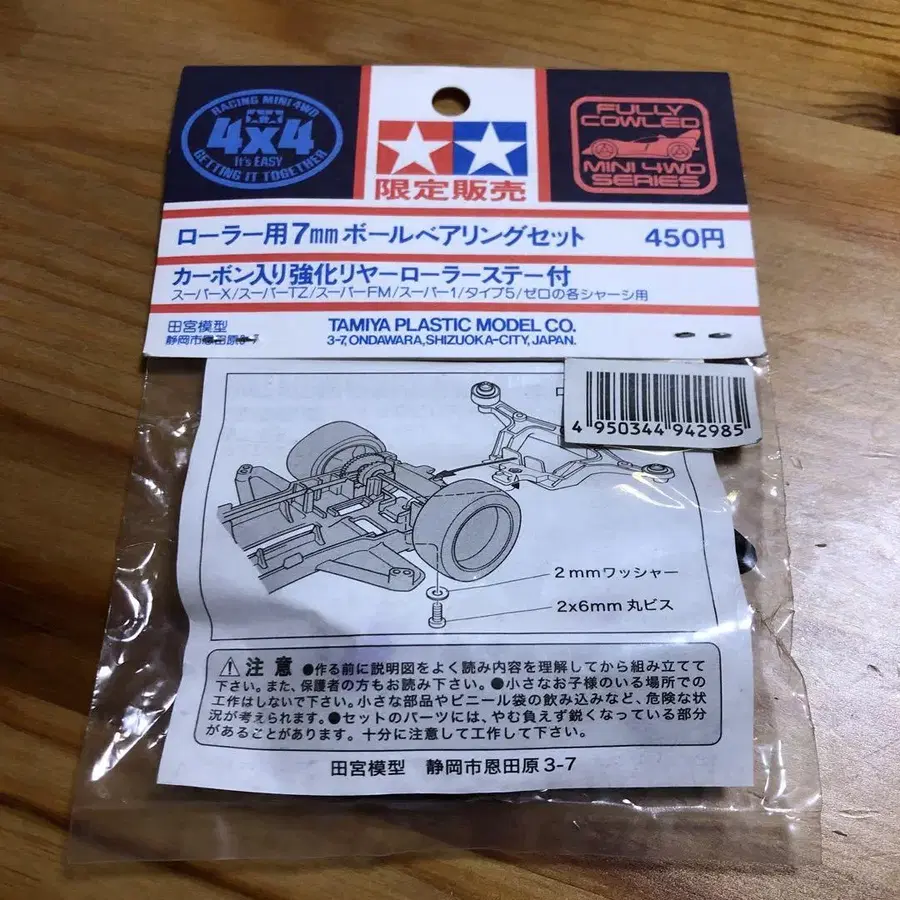 RACING MINI 4WD
4x4
It's EASY
GETTING IT TOGETHER
限定販売
FULLY
COWLED
MINI 4WD
SERIES
ローラー用7mmボールベアリングセット 450円
カーボン入り強化リヤーローラーステー付
スーパーX/スーパーTZ/スーパーFM/スーパー1/タイプ5/ゼロの各シャーシ用
田宮模型
静岡市恩田原3-7
TAMIYA PLASTIC MODEL CO.
3-7, ONDAWARA, SHIZUOKA-CITY, JAPAN.
4 950344 942985
2mmワッシャー
2x6mm 丸ビス
注意 ●作る前に説明図をよく読み内容を理解してから組み立てて
下さい。また、保護者の方もお読み下さい。●小さなお子様のいる場所での
工作はしないで下さい。小さな部品やビニール袋の飲み込みなど、危険な状
況が考えられます。●セットのパーツには、やむ負えず鋭くなっている部分
があることがあります。十分に注意して工作して下さい。
田宮模型 静岡市恩田原3-7